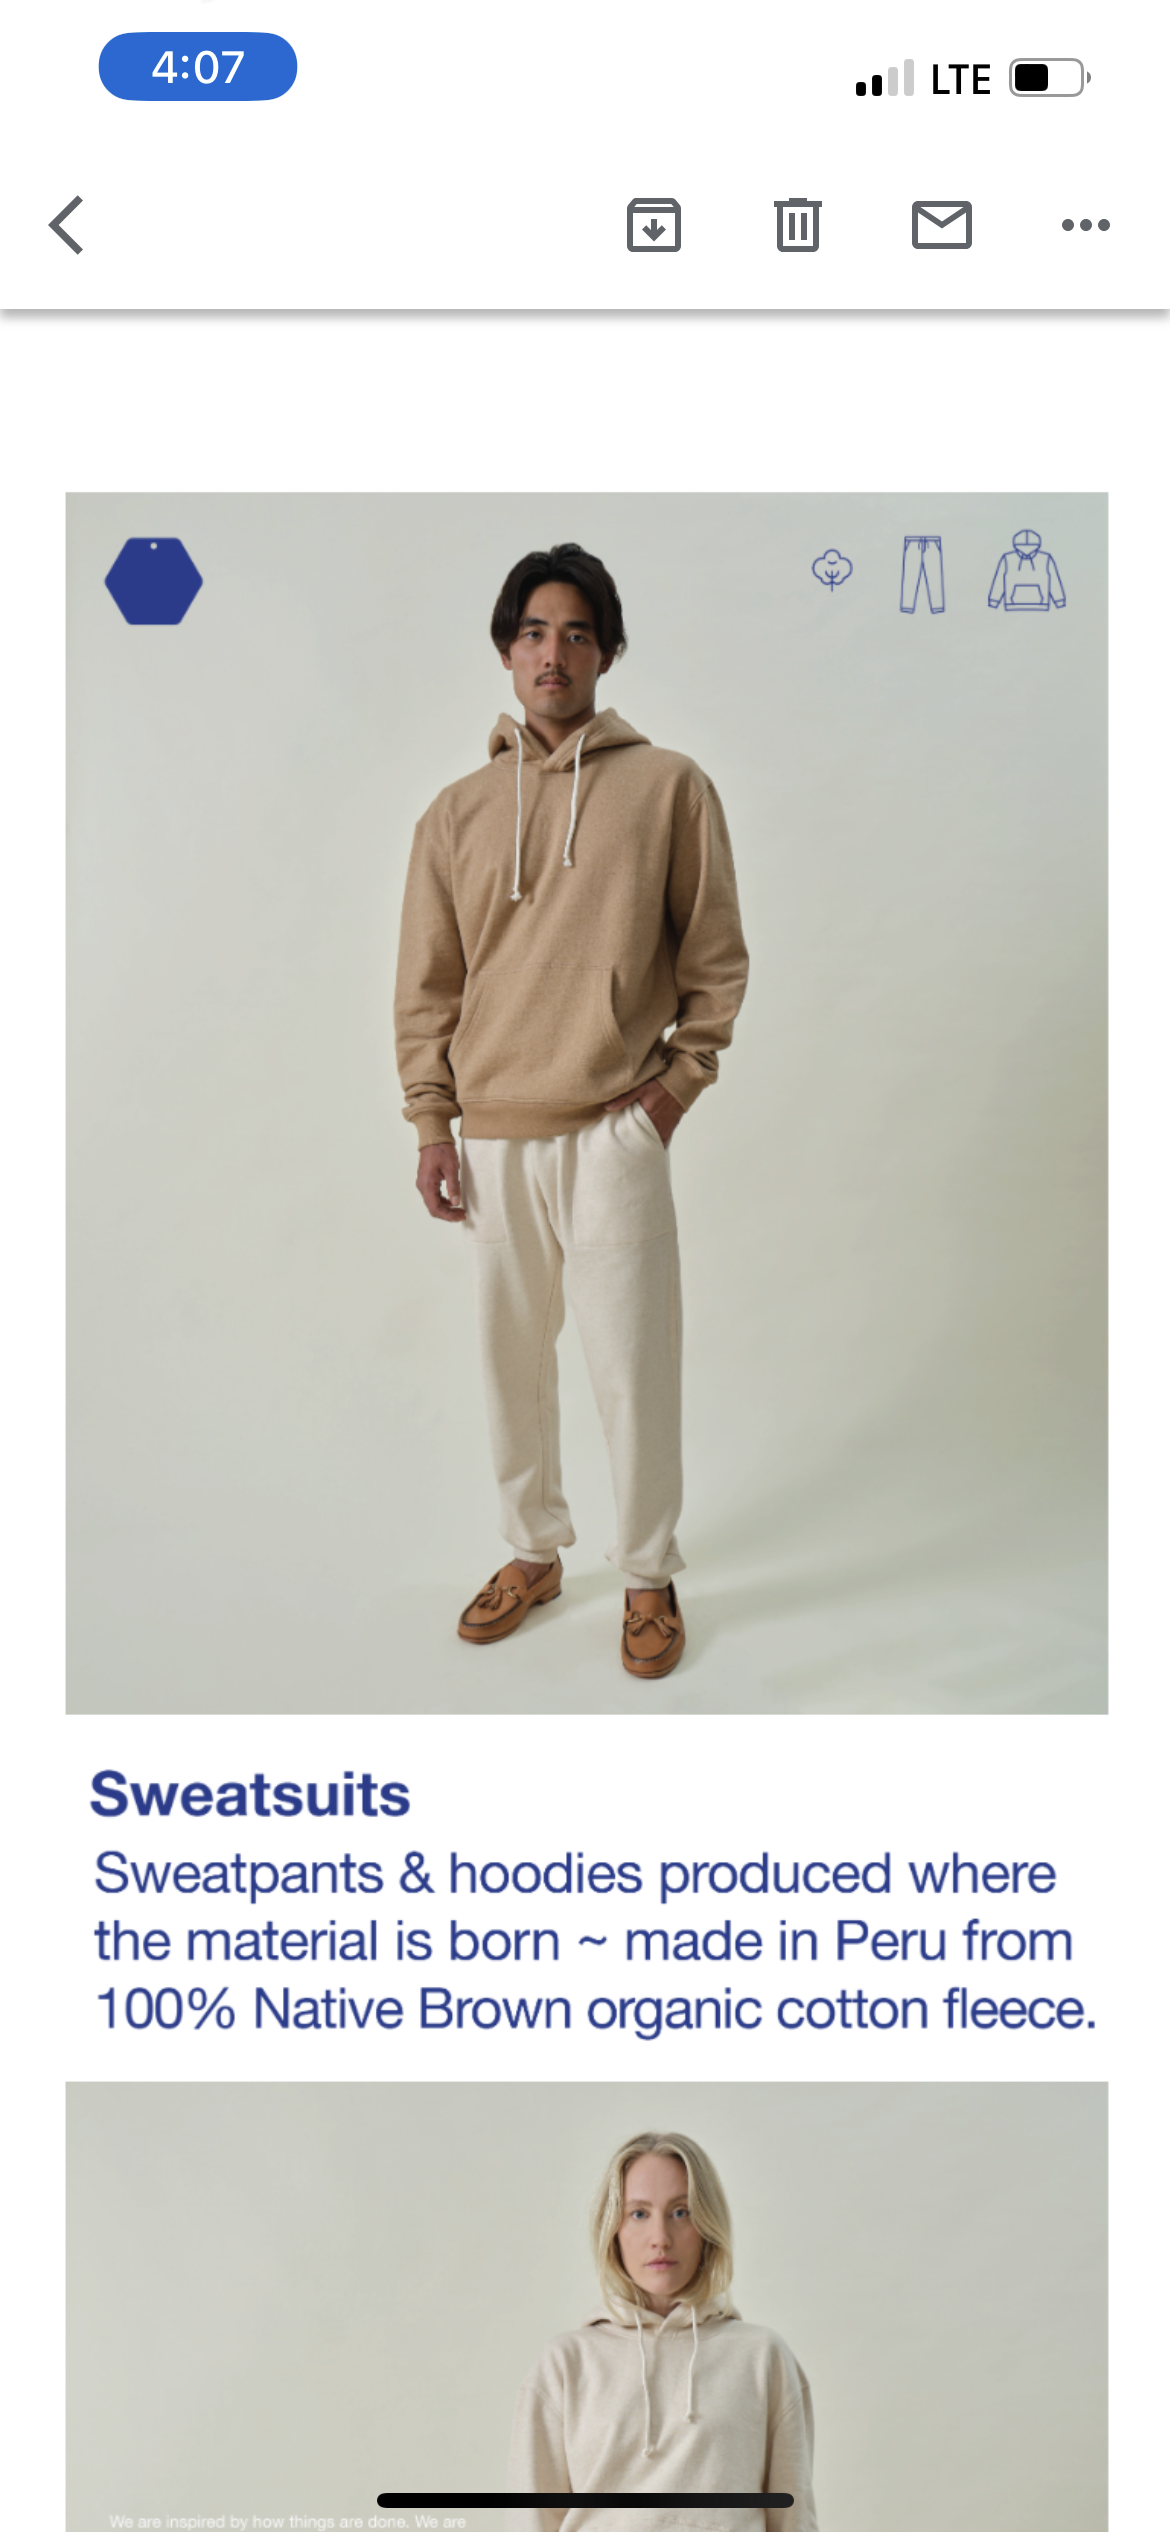 4:07
LTE
Sweatsuits
Sweatpants & hoodies produced where
the material is born ~ made in Peru from
100% Native Brown organic cotton fleece.
We are inspired by how things are done. We are